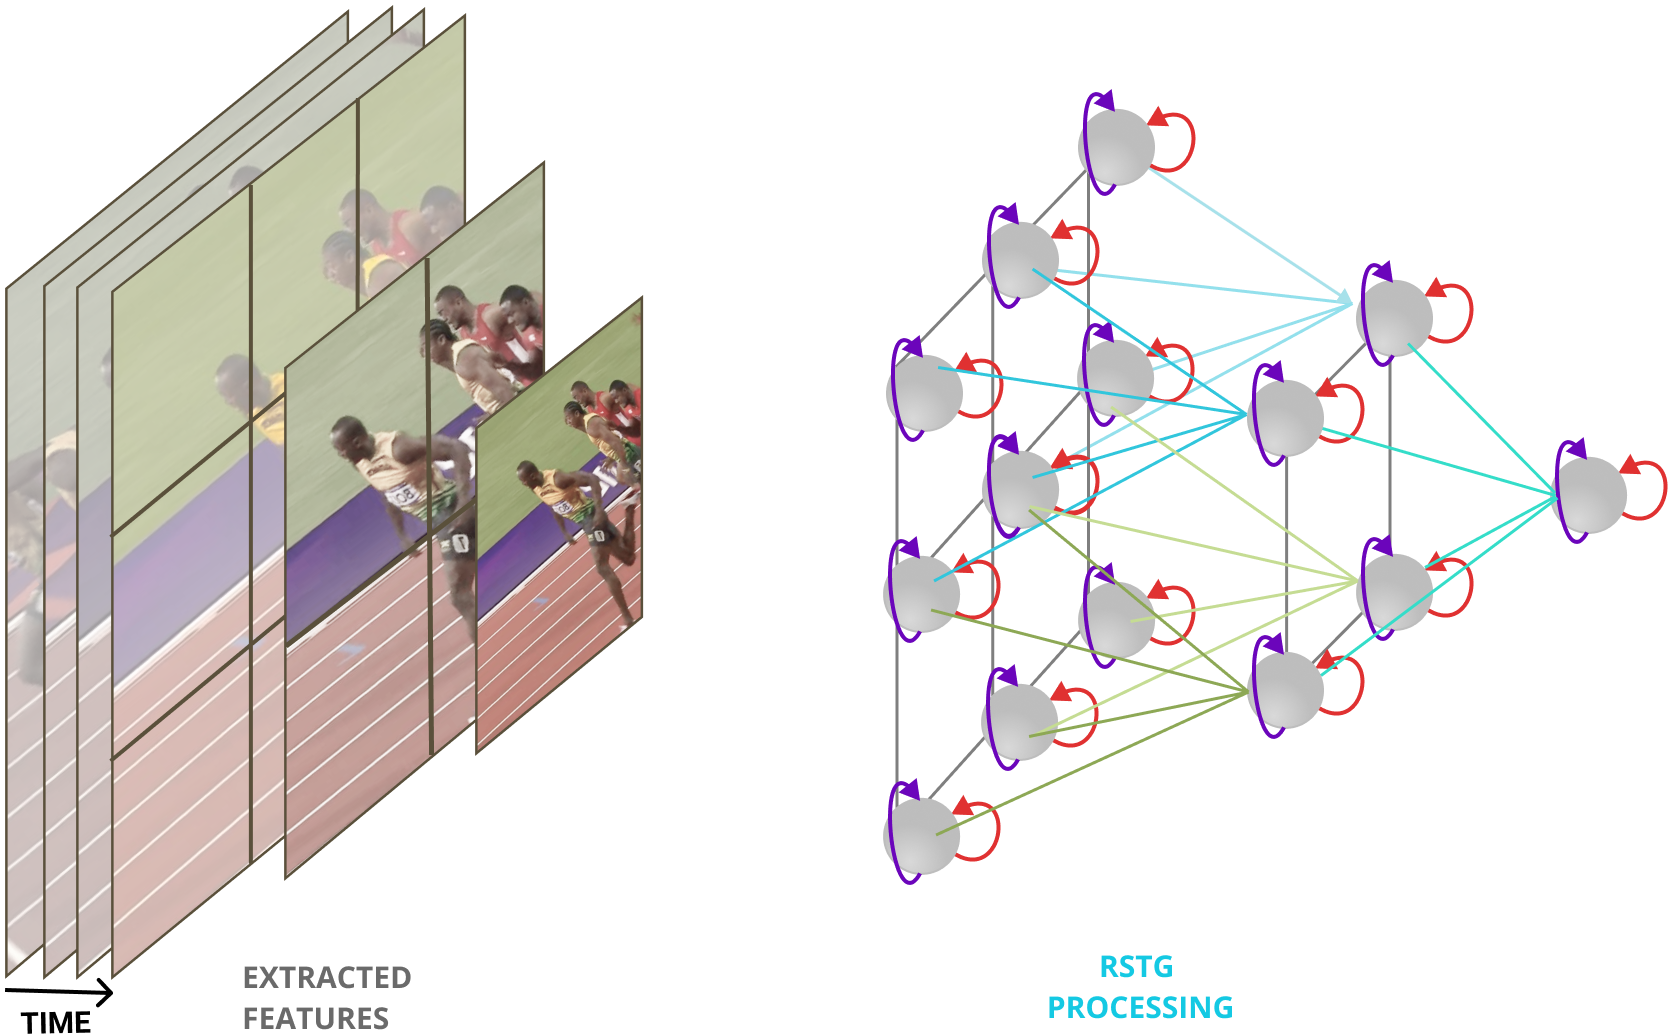 TIME
EXTRACTED
FEATURES
RSTG
PROCESSING